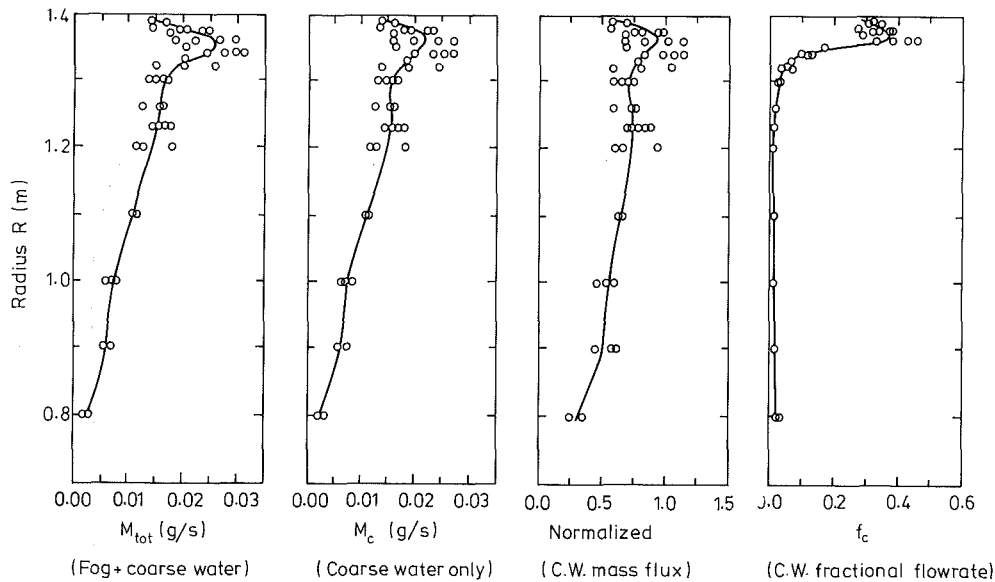 1.4
1.2
1.0
0.8
Radius R (m)
0.00 0.01 0.02 0.03
M_tot (g/s)
(Fog + coarse water)
0.00 0.01 0.02 0.03
M_c (g/s)
(Coarse water only)
0.0 0.5 1.0 1.5
Normalized
(C.W. mass flux)
0.2 0.4 0.6
f_c
(C.W. fractional flowrate)